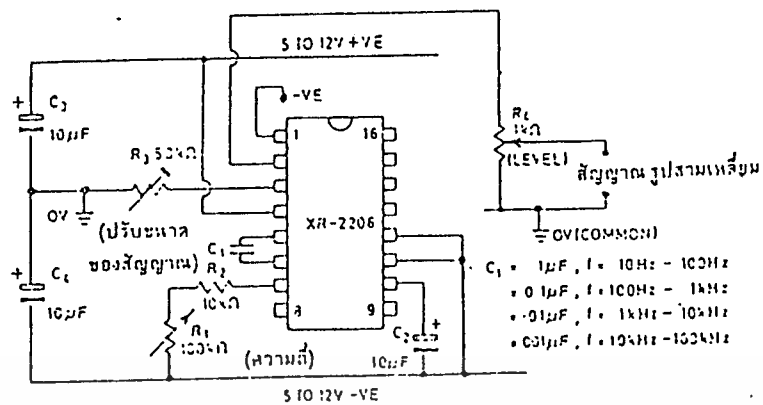 5 TO 12V +VE
-VE
C3
10µF
R3 50kΩ
0V
(ปรับขนาด
ของสัญญาณ)
1
16
XR-2206
8
9
R4
1kΩ
(LEVEL)
สัญญาณ รูปสามเหลี่ยม
0V(COMMON)
C1
R2
10kΩ
R1
100kΩ
(ความถี่)
C4
10µF
C2
10µF
C1 = 1µF , f = 10Hz - 100Hz
= 0.1µF , f = 100Hz - 1kHz
= .01µF , f = 1kHz - 10kHz
= .001µF , f = 10kHz - 100kHz
5 TO 12V -VE